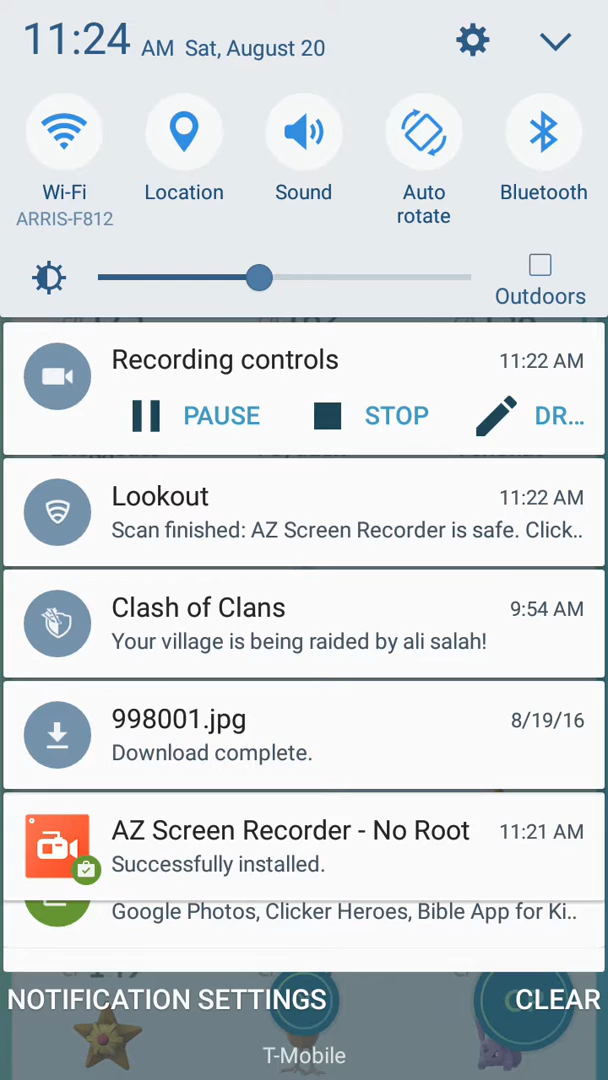 11:24 AM Sat, August 20
Wi-Fi Location Sound Auto rotate Bluetooth
ARRIS-F812
Outdoors
Recording controls 11:22 AM
PAUSE STOP DR...
Lookout 11:22 AM
Scan finished: AZ Screen Recorder is safe. Click..
Clash of Clans 9:54 AM
Your village is being raided by ali salah!
998001.jpg 8/19/16
Download complete.
AZ Screen Recorder - No Root 11:21 AM
Successfully installed.
Google Photos, Clicker Heroes, Bible App for Ki..
NOTIFICATION SETTINGS CLEAR
T-Mobile